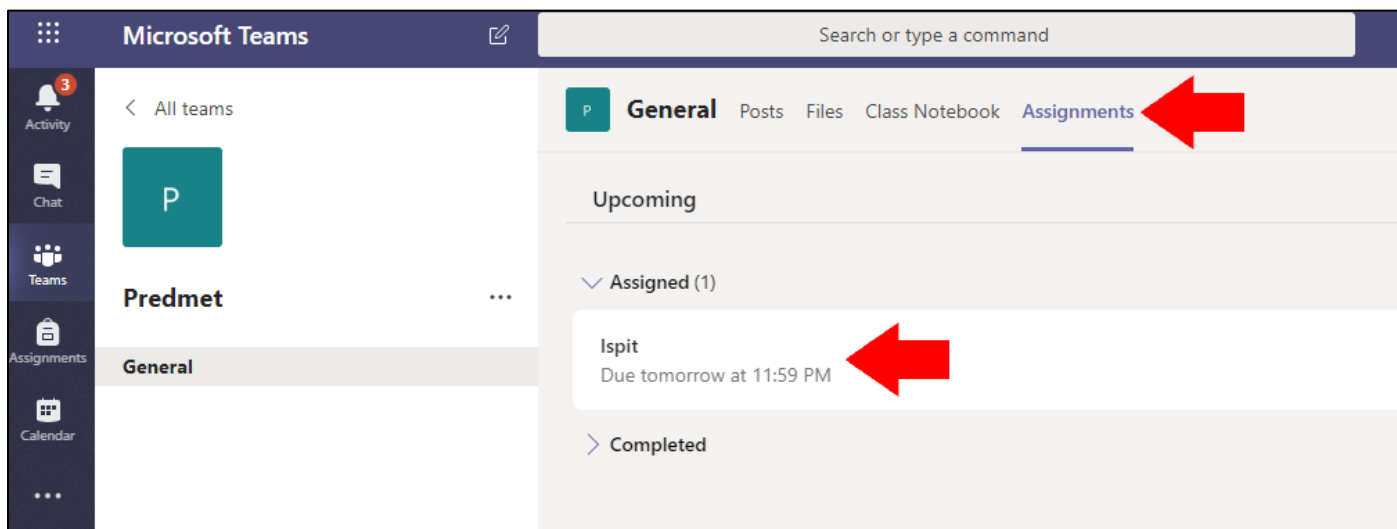 Microsoft Teams
Search or type a command
3
Activity
Chat
Teams
Assignments
Calendar
All teams
P
Predmet
General
P
General Posts Files Class Notebook Assignments
Upcoming
Assigned (1)
Ispit
Due tomorrow at 11:59 PM
Completed